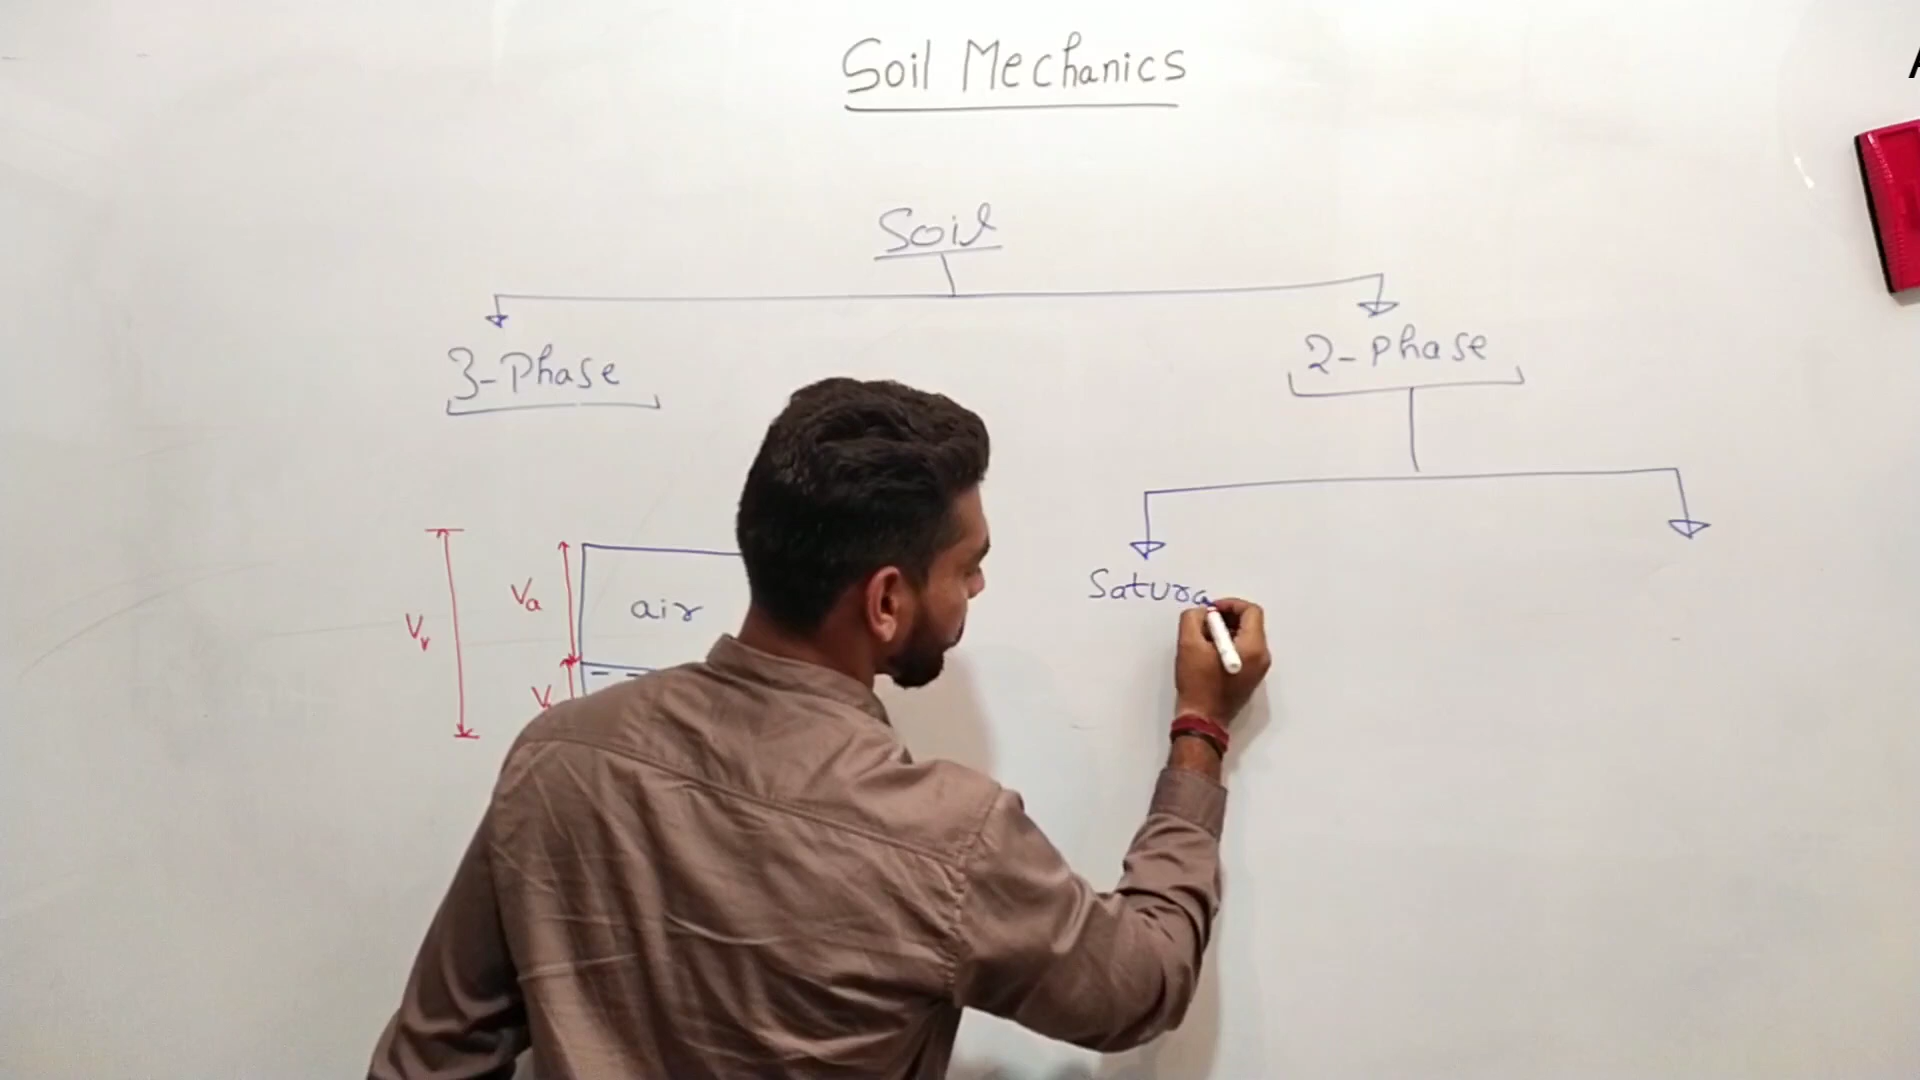 Soil Mechanics
Soil
3-Phase
2-Phase
Va
air
Vv
V
Satura